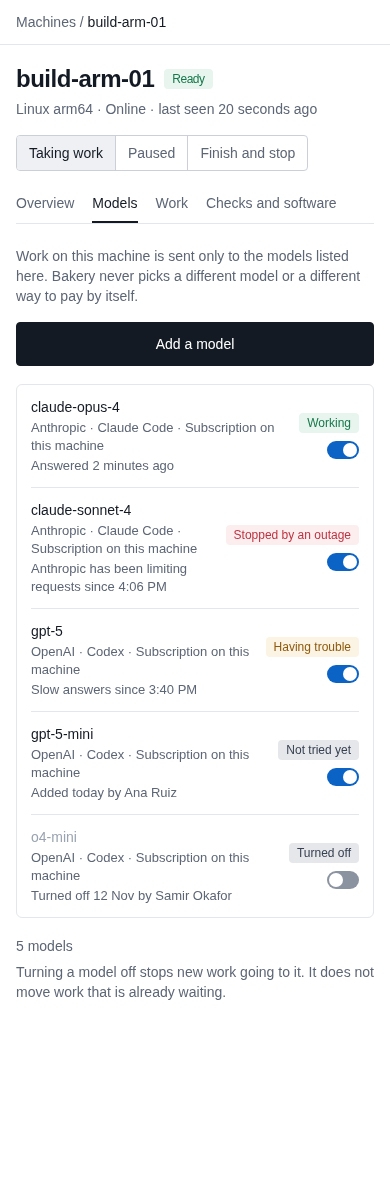 Machines / build-arm-01
build-arm-01 Ready
Linux arm64 · Online · last seen 20 seconds ago
Taking work Paused Finish and stop
Overview Models Work Checks and software
Work on this machine is sent only to the models listed
here. Bakery never picks a different model or a different
way to pay by itself.
Add a model
claude-opus-4
Anthropic · Claude Code · Subscription on
this machine
Answered 2 minutes ago
Working
claude-sonnet-4
Anthropic · Claude Code ·
Subscription on this machine
Anthropic has been limiting
requests since 4:06 PM
Stopped by an outage
gpt-5
OpenAI · Codex · Subscription on this
machine
Slow answers since 3:40 PM
Having trouble
gpt-5-mini
OpenAI · Codex · Subscription on this
machine
Added today by Ana Ruiz
Not tried yet
o4-mini
OpenAI · Codex · Subscription on this
machine
Turned off 12 Nov by Samir Okafor
Turned off
5 models
Turning a model off stops new work going to it. It does not
move work that is already waiting.